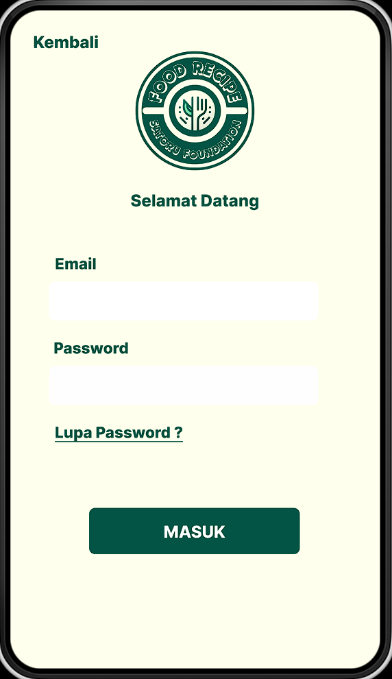 Kembali
FOOD RECIPE
SATORU FOUNDATION
Selamat Datang
Email
Password
Lupa Password ?
MASUK